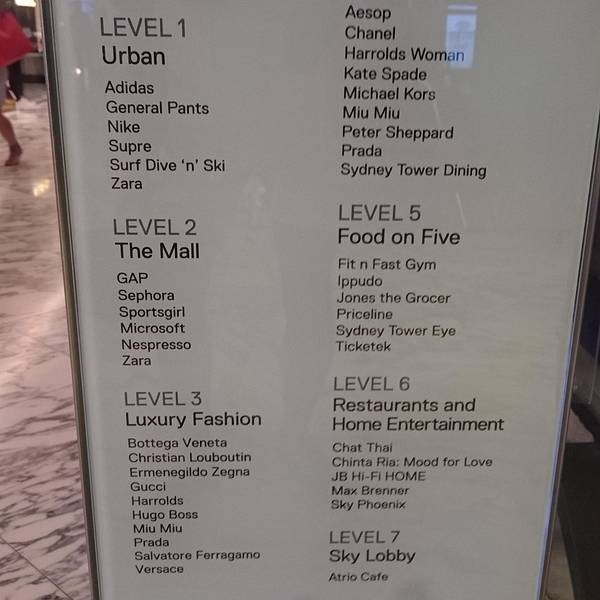 LEVEL 1
Urban
Adidas
General Pants
Nike
Supre
Surf Dive ‘n’ Ski
Zara
LEVEL 2
The Mall
GAP
Sephora
Sportsgirl
Microsoft
Nespresso
Zara
LEVEL 3
Luxury Fashion
Bottega Veneta
Christian Louboutin
Ermenegildo Zegna
Gucci
Harrolds
Hugo Boss
Miu Miu
Prada
Salvatore Ferragamo
Versace
Aesop
Chanel
Harrolds Woman
Kate Spade
Michael Kors
Miu Miu
Peter Sheppard
Prada
Sydney Tower Dining
LEVEL 5
Food on Five
Fit n Fast Gym
Ippudo
Jones the Grocer
Priceline
Sydney Tower Eye
Ticketek
LEVEL 6
Restaurants and
Home Entertainment
Chat Thai
Chinta Ria: Mood for Love
JB Hi-Fi HOME
Max Brenner
Sky Phoenix
LEVEL 7
Sky Lobby
Atrio Cafe